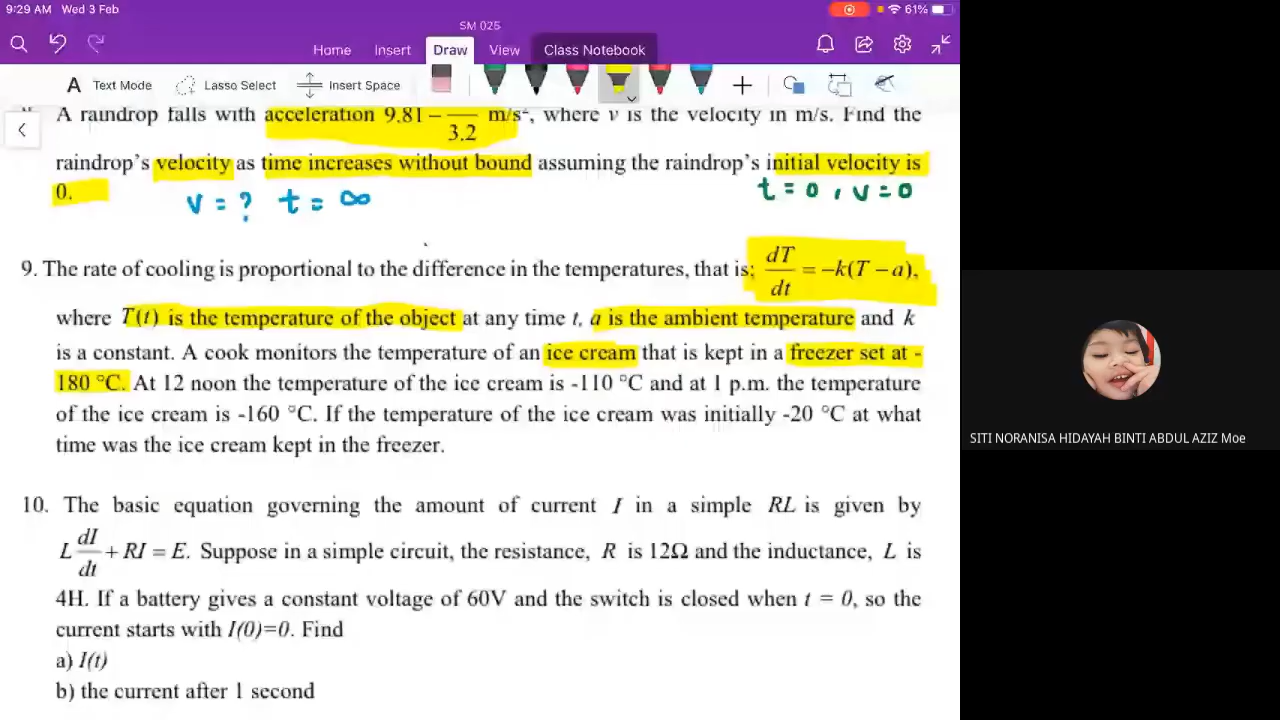 9:29 AM Wed 3 Feb
61%
SM 025
Home Insert Draw View Class Notebook
Text Mode Lasso Select Insert Space
A raindrop falls with acceleration 9.81 – /3.2 m/s², where v is the velocity in m/s. Find the
raindrop's velocity as time increases without bound assuming the raindrop's initial velocity is
0.
v = ? t = ∞ t = 0 , v = 0
9. The rate of cooling is proportional to the difference in the temperatures, that is; dT/dt = –k(T – a),
where T(t) is the temperature of the object at any time t, a is the ambient temperature and k
is a constant. A cook monitors the temperature of an ice cream that is kept in a freezer set at -
180 °C. At 12 noon the temperature of the ice cream is -110 °C and at 1 p.m. the temperature
of the ice cream is -160 °C. If the temperature of the ice cream was initially -20 °C at what
time was the ice cream kept in the freezer.
10. The basic equation governing the amount of current I in a simple RL is given by
L dI/dt + RI = E. Suppose in a simple circuit, the resistance, R is 12Ω and the inductance, L is
4H. If a battery gives a constant voltage of 60V and the switch is closed when t = 0, so the
current starts with I(0)=0. Find
a) I(t)
b) the current after 1 second
SITI NORANISA HIDAYAH BINTI ABDUL AZIZ Moe